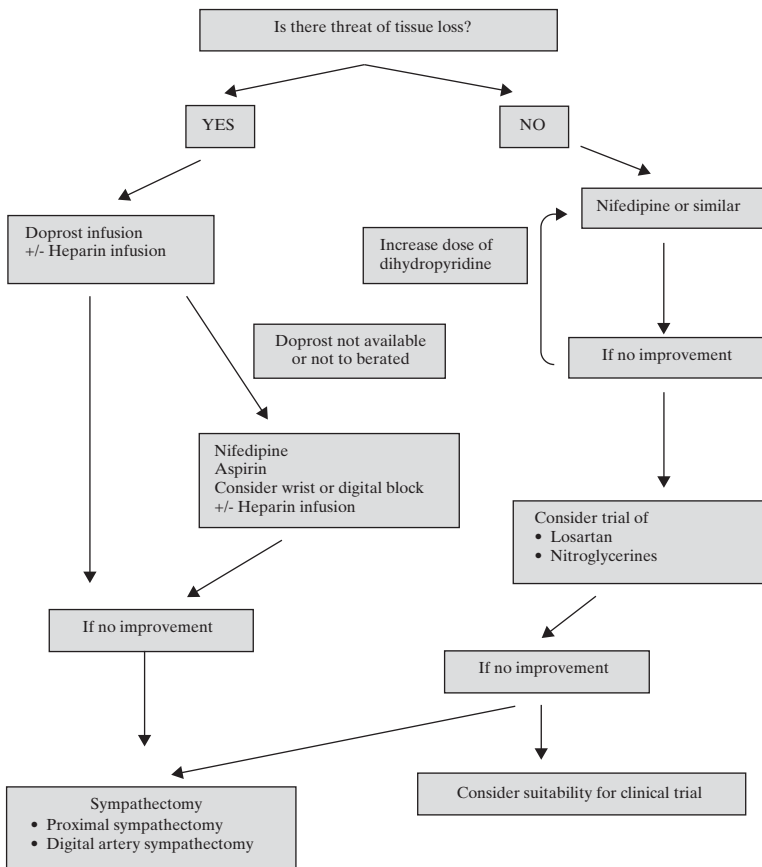 Is there threat of tissue loss?
YES
NO
Doprost infusion
+/- Heparin infusion
Nifedipine or similar
Increase dose of
dihydropyridine
Doprost not available
or not to berated
If no improvement
Nifedipine
Aspirin
Consider wrist or digital block
+/- Heparin infusion
Consider trial of
• Losartan
• Nitroglycerines
If no improvement
If no improvement
Sympathectomy
• Proximal sympathectomy
• Digital artery sympathectomy
Consider suitability for clinical trial